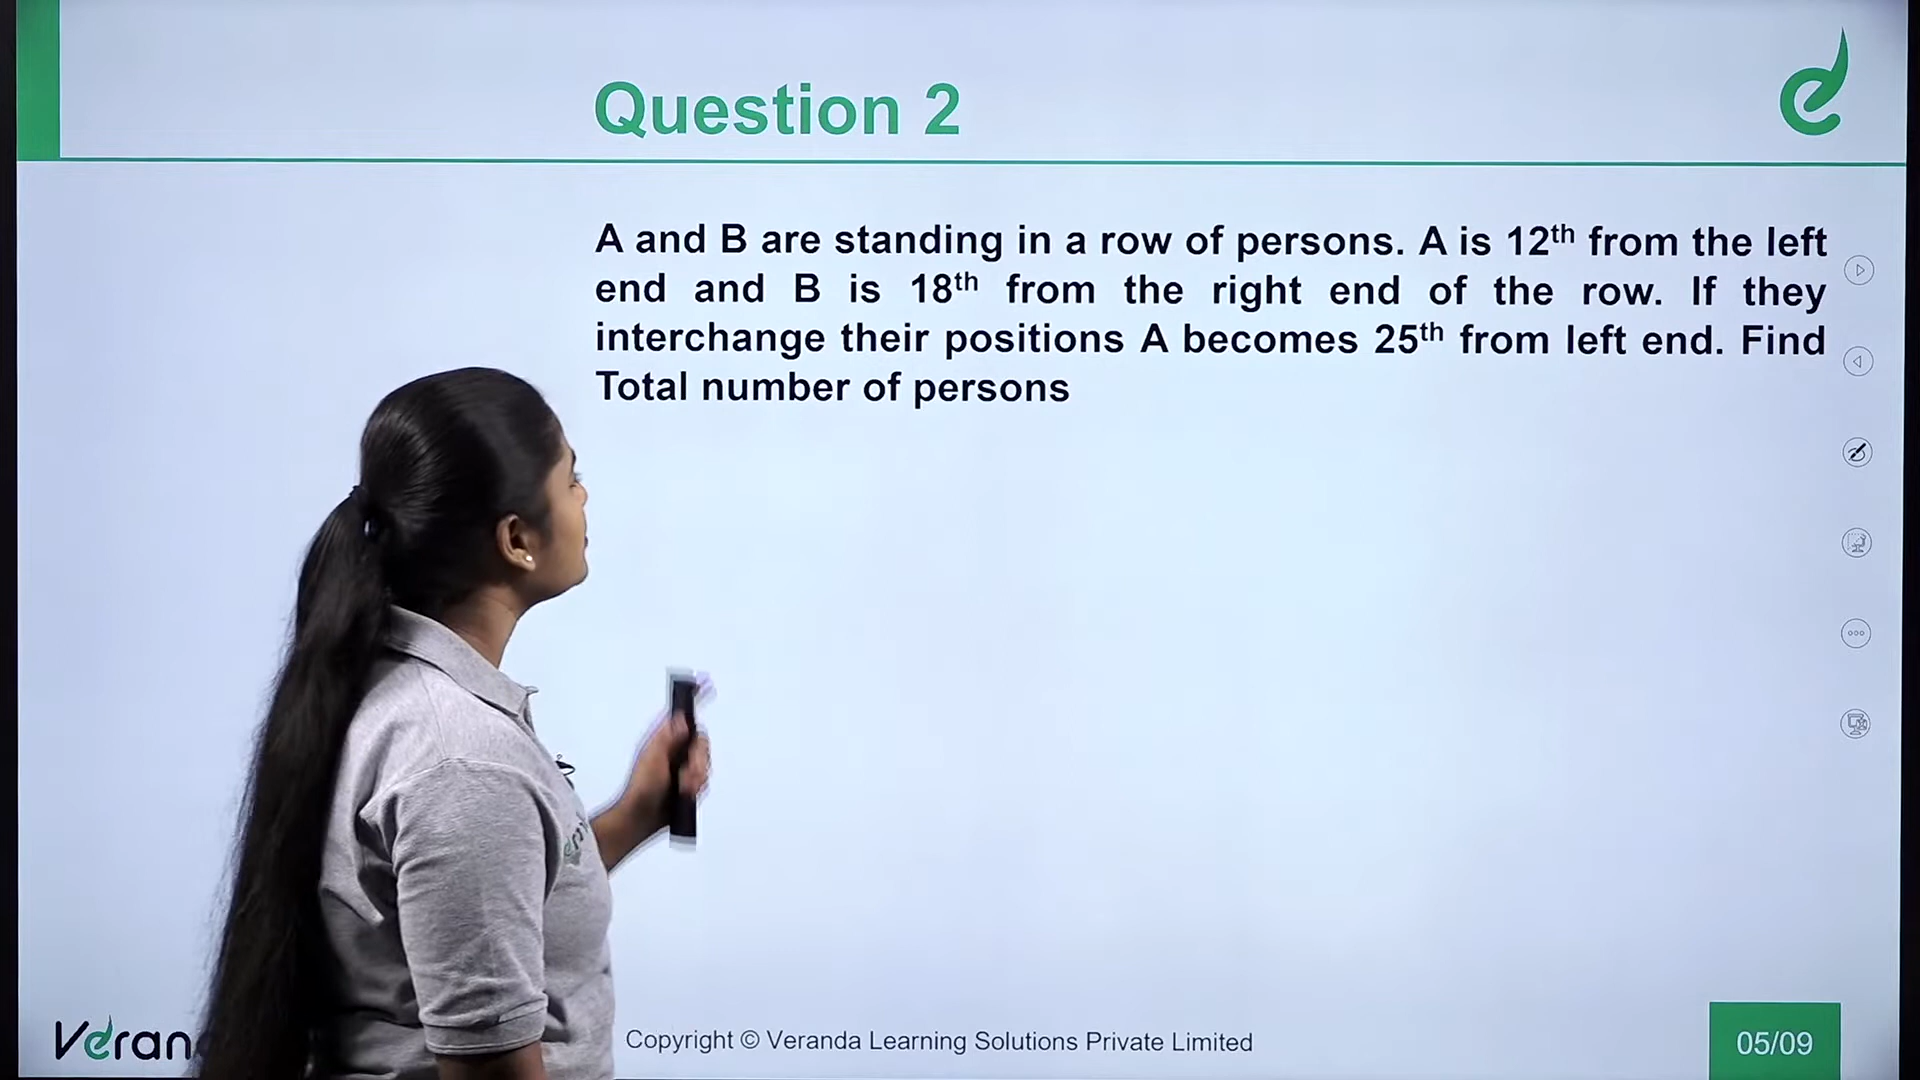 Question 2
A and B are standing in a row of persons. A is 12th from the left
end and B is 18th from the right end of the row. If they
interchange their positions A becomes 25th from left end. Find
Total number of persons
Veran
Copyright © Veranda Learning Solutions Private Limited
05/09